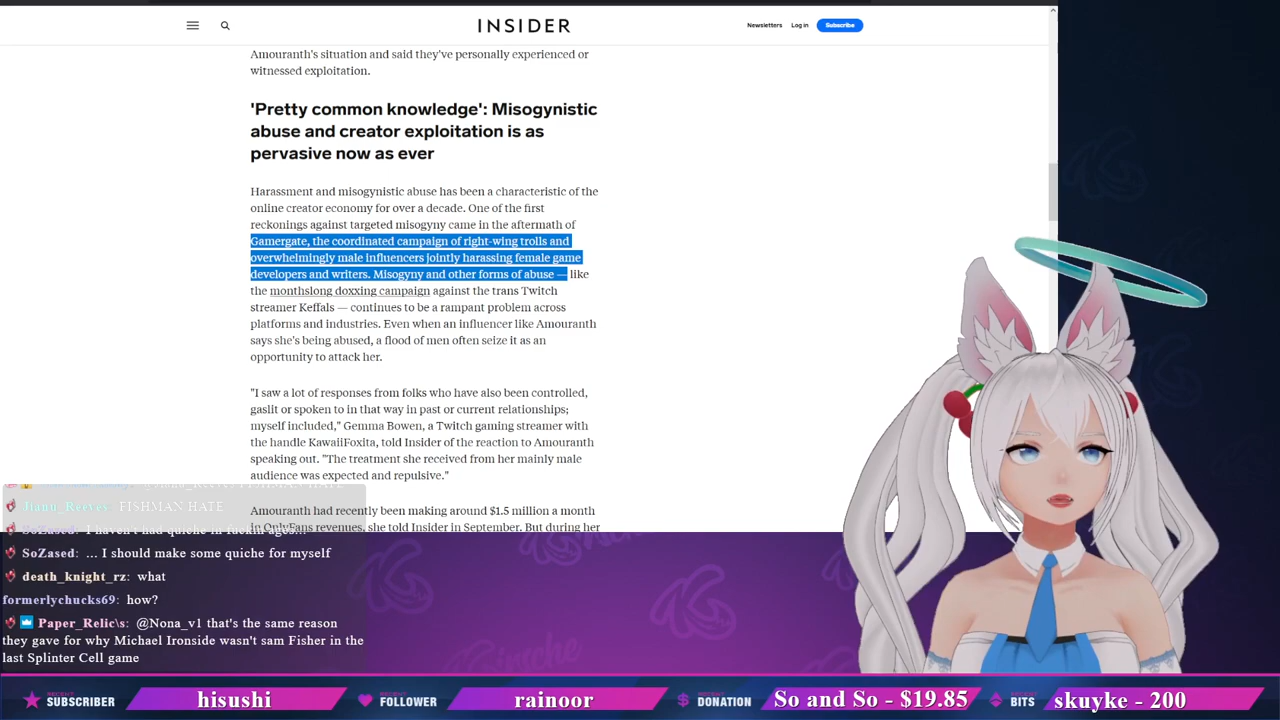 INSIDER
Newsletters Log in Subscribe
Amouranth's situation and said they've personally experienced or
witnessed exploitation.
'Pretty common knowledge': Misogynistic
abuse and creator exploitation is as
pervasive now as ever
Harassment and misogynistic abuse has been a characteristic of the
online creator economy for over a decade. One of the first
reckonings against targeted misogyny came in the aftermath of
Gamergate, the coordinated campaign of right-wing trolls and
overwhelmingly male influencers jointly harassing female game
developers and writers. Misogyny and other forms of abuse — like
the monthslong doxxing campaign against the trans Twitch
streamer Keffals — continues to be a rampant problem across
platforms and industries. Even when an influencer like Amouranth
says she's being abused, a flood of men often seize it as an
opportunity to attack her.
"I saw a lot of responses from folks who have also been controlled,
gaslit or spoken to in that way in past or current relationships;
myself included," Gemma Bowen, a Twitch gaming streamer with
the handle KawaiiFoxita, told Insider of the reaction to Amouranth
speaking out. "The treatment she received from her mainly male
audience was expected and repulsive."
Amouranth had recently been making around $1.5 million a month
in OnlyFans revenues, she told Insider in September. But during her
FISHMAN HATE
SoZased: I haven't had quiche in fuckin ages...
SoZased: ... I should make some quiche for myself
death_knight_rz: what
formerlychucks69: how?
Paper_Relic\s: @Nona_v1 that's the same reason
they gave for why Michael Ironside wasn't sam Fisher in the
last Splinter Cell game
RECENT SUBSCRIBER hisushi RECENT FOLLOWER rainoor RECENT DONATION So and So - $19.85 RECENT BITS skuyke - 200